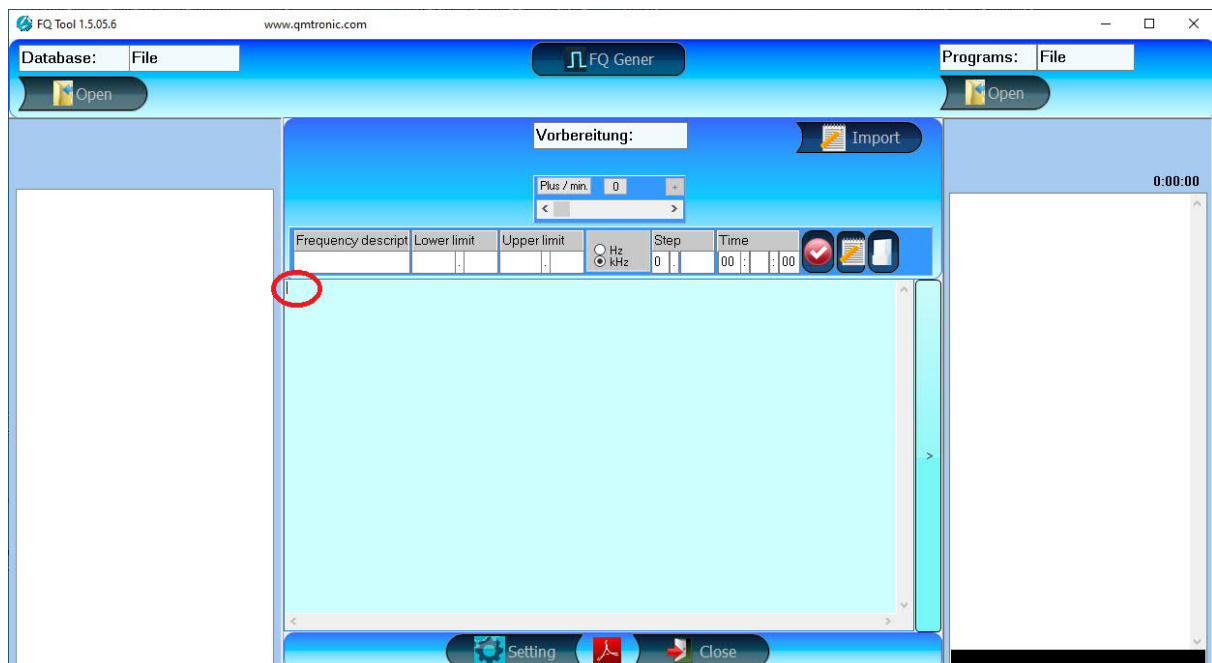 FQ Tool 1.5.05.6 www.qmtronic.com
Database: File
FQ Gener
Programs: File
Open
Open
Vorbereitung:
Import
0:00:00
Plus / min. 0 +
< >
Frequency descript Lower limit Upper limit Hz Step Time
. . kHz 0 . 00 : : 00
>
< >
Setting Close